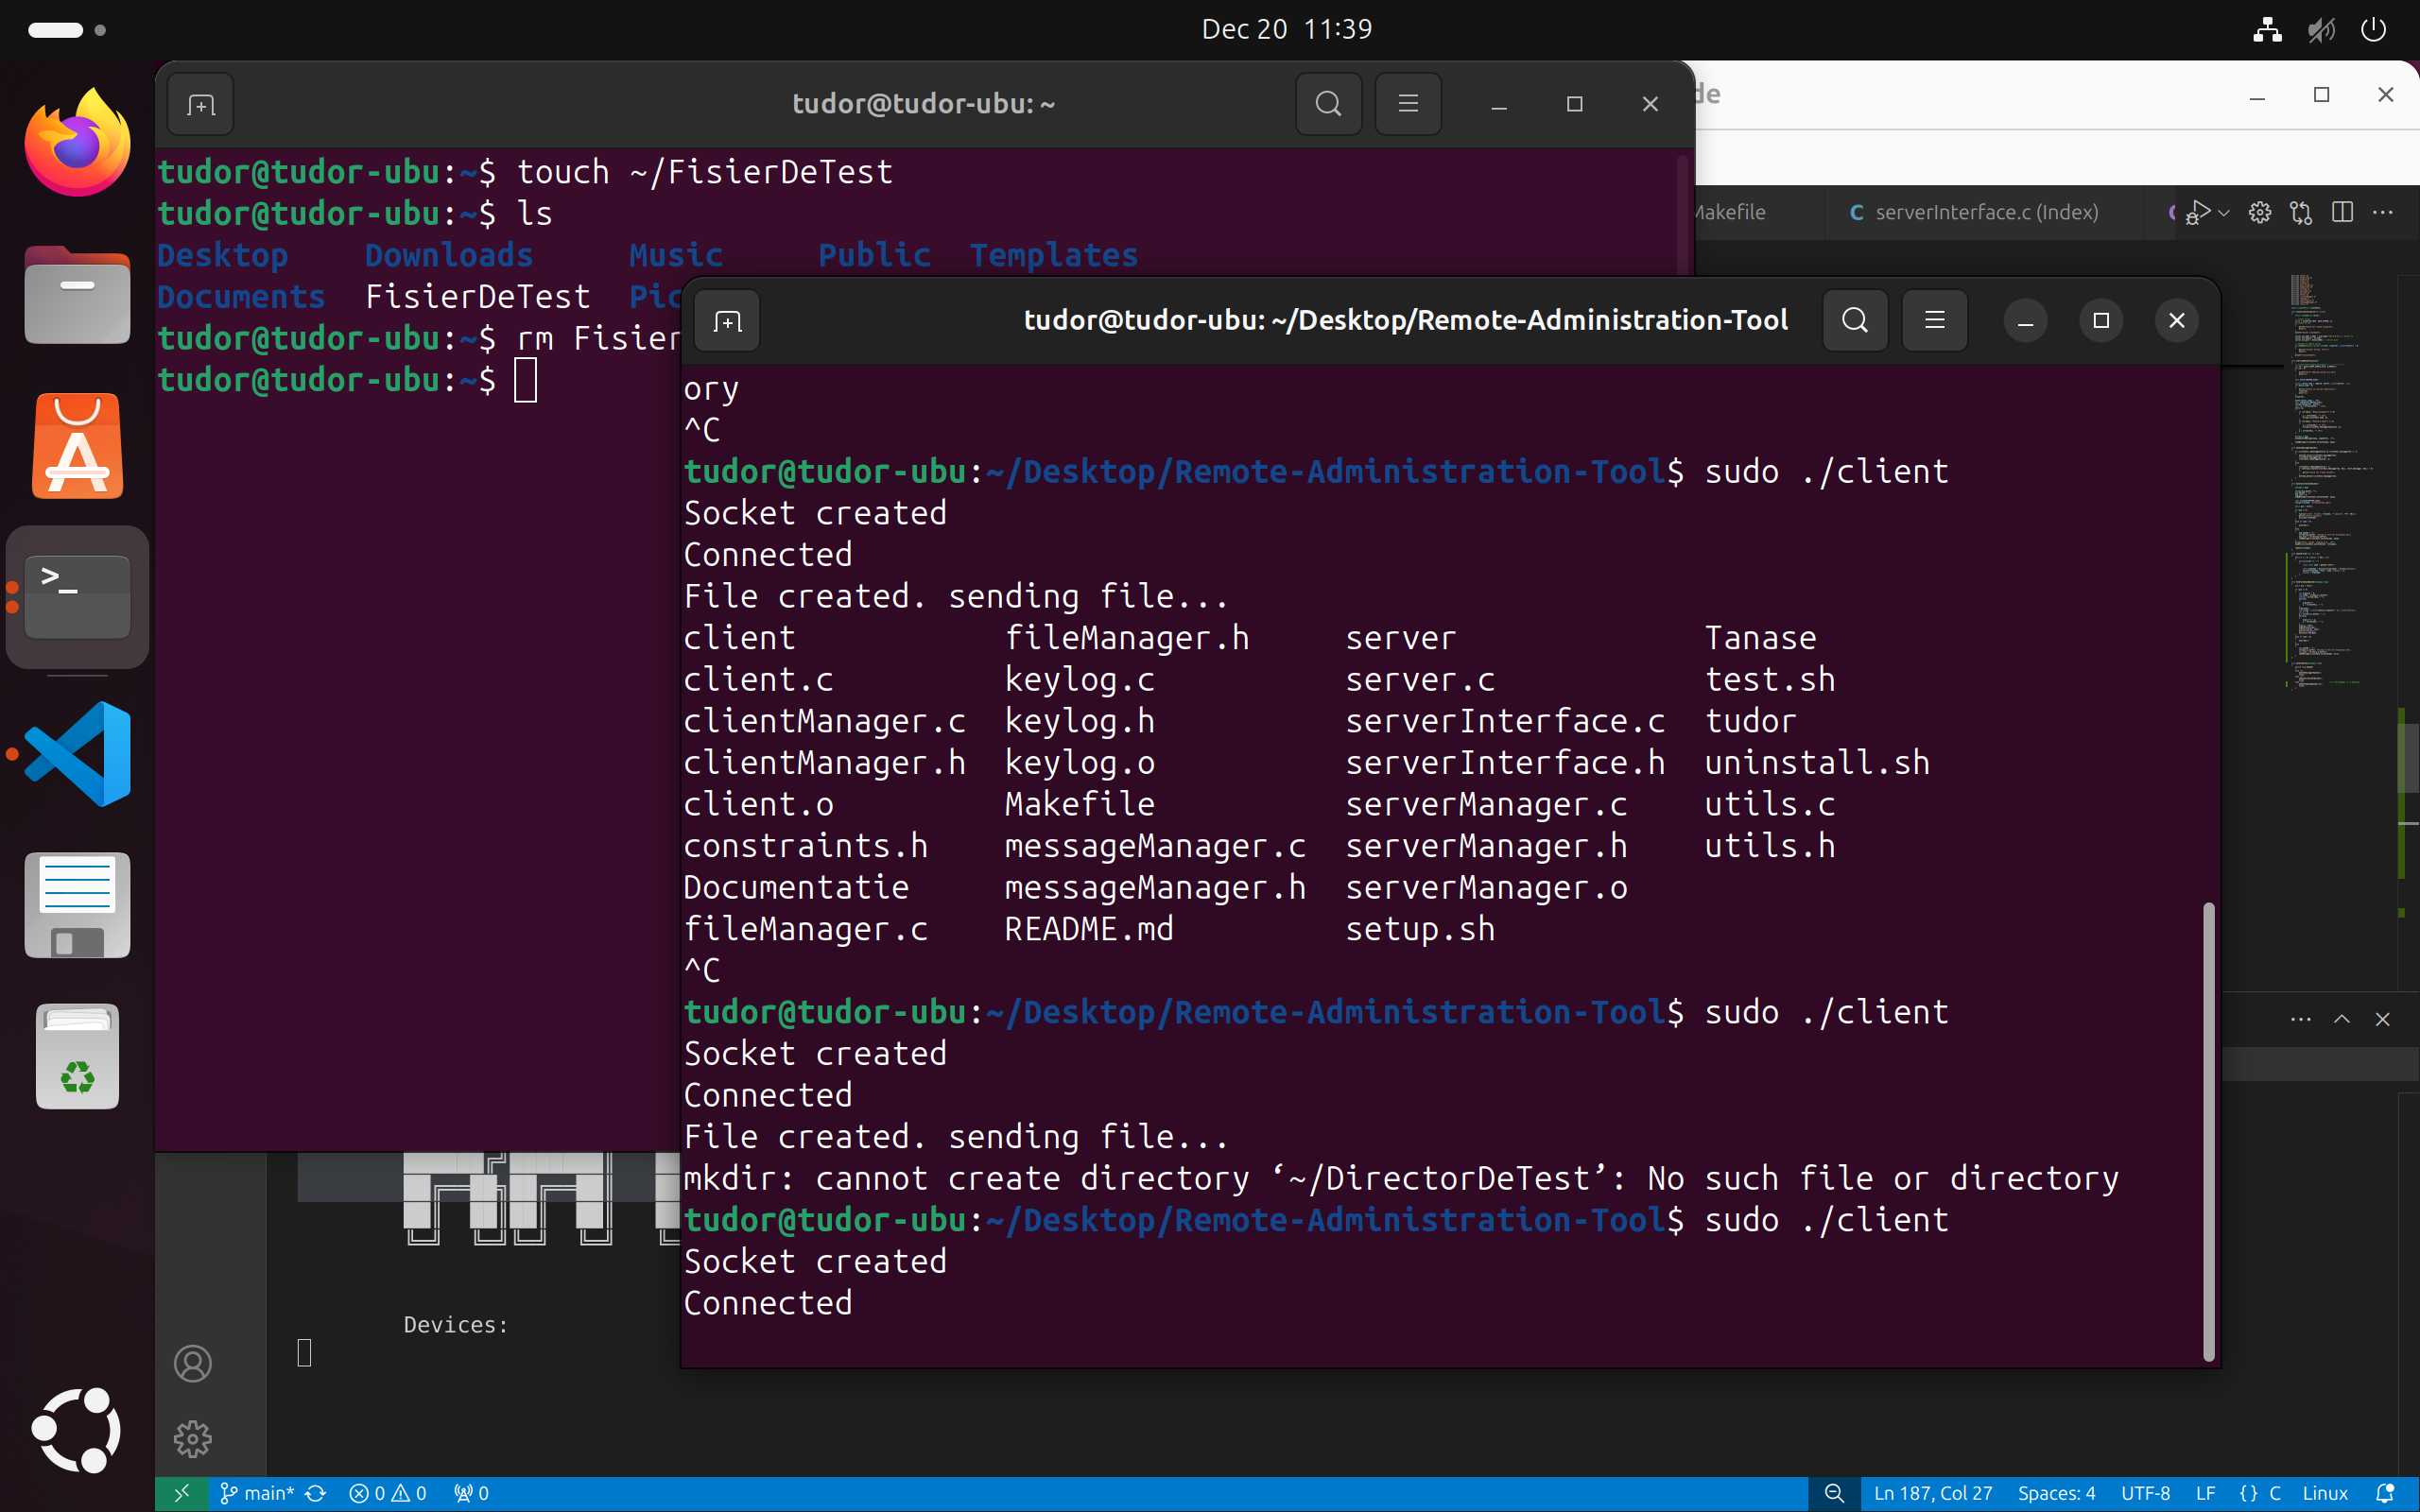 Dec 20 11:39
tudor@tudor-ubu: ~
tudor@tudor-ubu:~$ touch ~/FisierDeTest
tudor@tudor-ubu:~$ ls
Desktop Downloads Music Public Templates
Documents FisierDeTest Pic
tudor@tudor-ubu:~$ rm Fisier
tudor@tudor-ubu:~$
de
Makefile C serverInterface.c (Index)
tudor@tudor-ubu: ~/Desktop/Remote-Administration-Tool
ory
^C
tudor@tudor-ubu:~/Desktop/Remote-Administration-Tool$ sudo ./client
Socket created
Connected
File created. sending file...
client fileManager.h server Tanase
client.c keylog.c server.c test.sh
clientManager.c keylog.h serverInterface.c tudor
clientManager.h keylog.o serverInterface.h uninstall.sh
client.o Makefile serverManager.c utils.c
constraints.h messageManager.c serverManager.h utils.h
Documentatie messageManager.h serverManager.o
fileManager.c README.md setup.sh
^C
tudor@tudor-ubu:~/Desktop/Remote-Administration-Tool$ sudo ./client
Socket created
Connected
File created. sending file...
mkdir: cannot create directory ‘~/DirectorDeTest’: No such file or directory
tudor@tudor-ubu:~/Desktop/Remote-Administration-Tool$ sudo ./client
Socket created
Connected
Devices:
main* 0 0 0 Ln 187, Col 27 Spaces: 4 UTF-8 LF {} C Linux